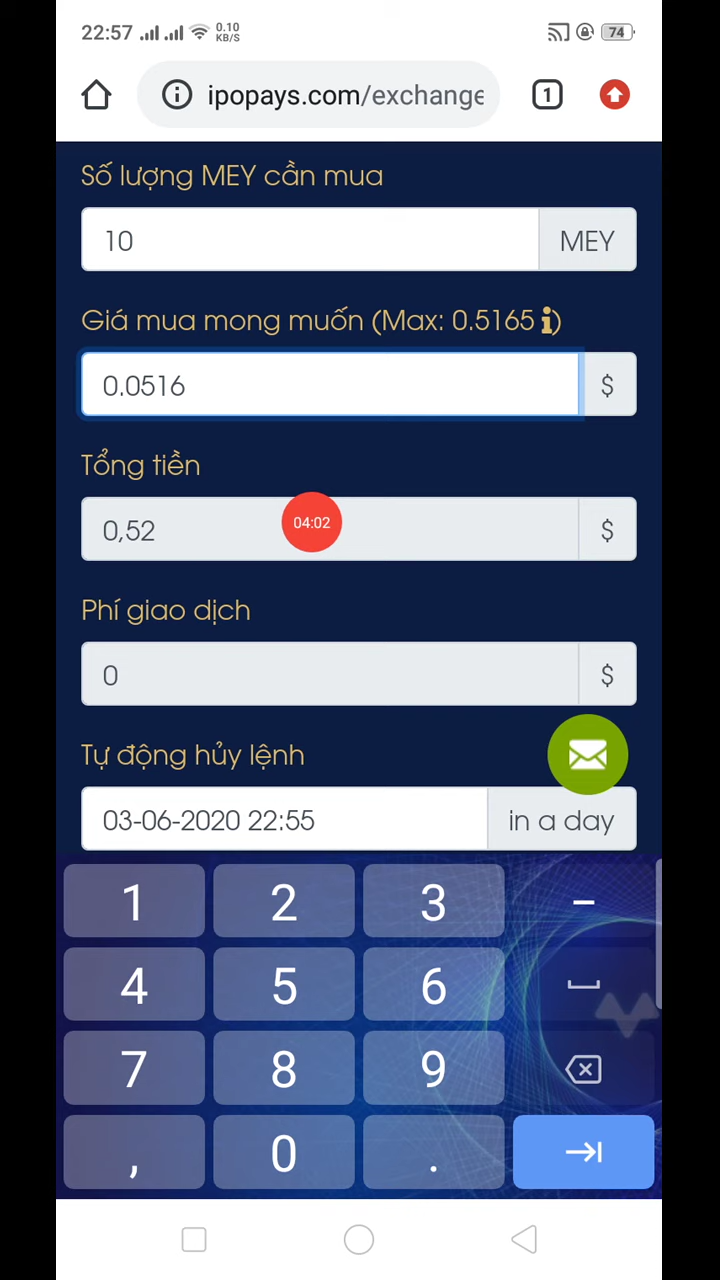 22:57 0.10 KB/S 74
ipopays.com/exchange 1
Số lượng MEY cần mua
10 MEY
Giá mua mong muốn (Max: 0.5165 i)
0.0516 $
Tổng tiền
0,52 04:02 $
Phí giao dịch
0 $
Tự động hủy lệnh
03-06-2020 22:55 in a day
1 2 3 -
4 5 6
7 8 9
, 0 .